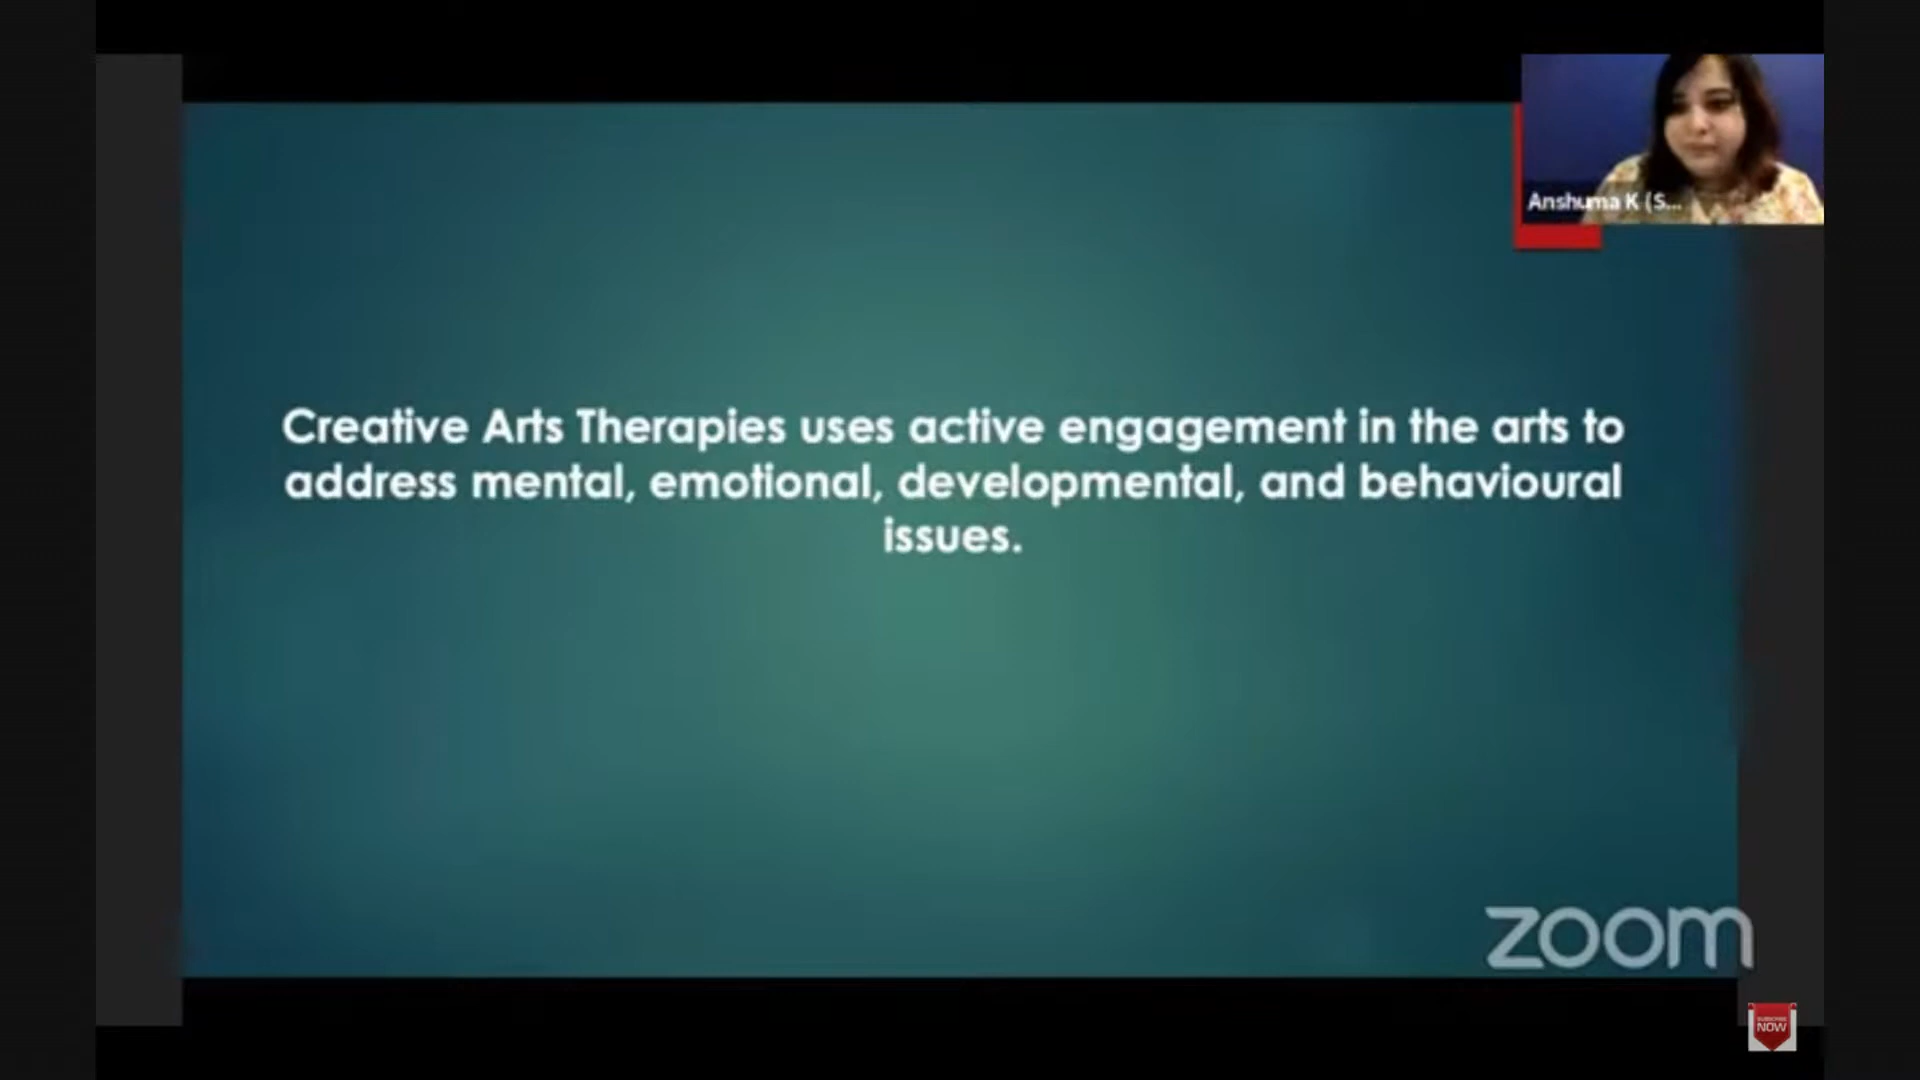 Anshuma K (S...
Creative Arts Therapies uses active engagement in the arts to
address mental, emotional, developmental, and behavioural
issues.
zoom
SUBSCRIBE
NOW